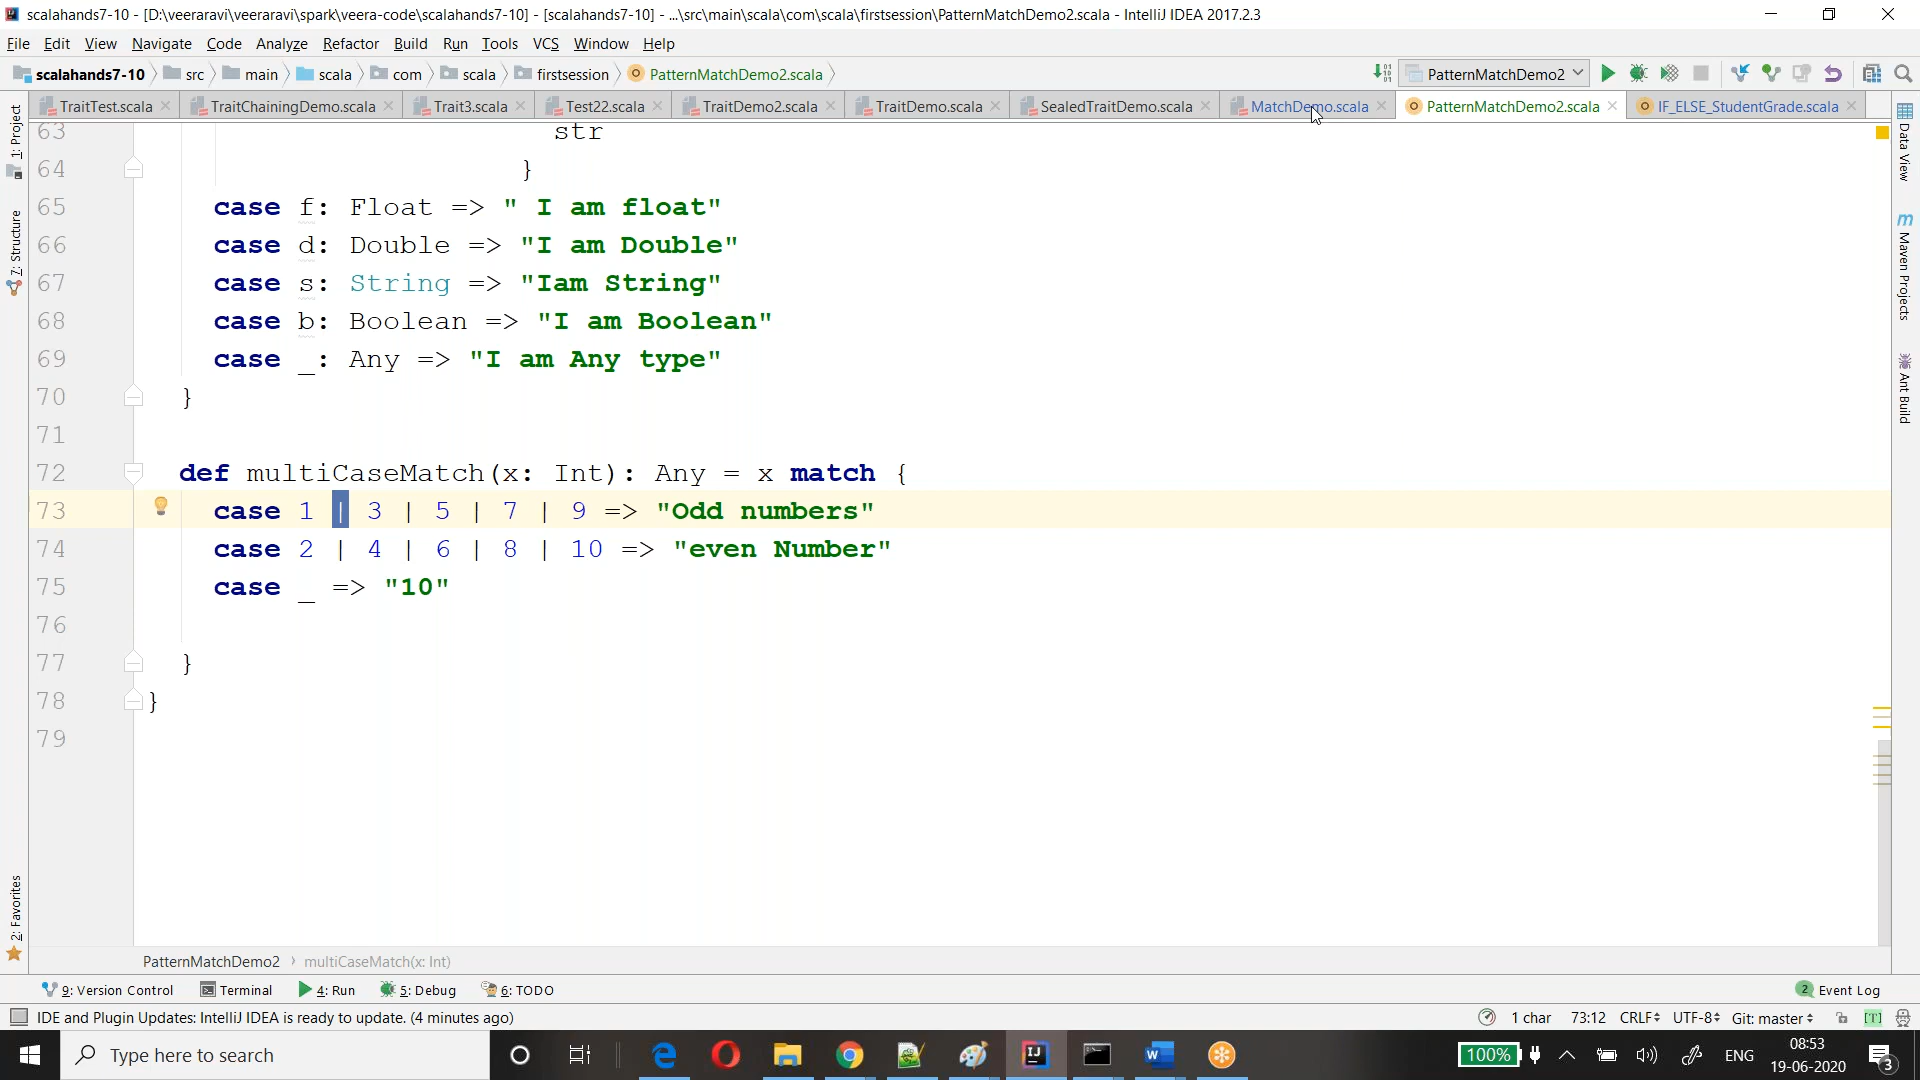 scalahands7-10 - [D:\veeraravi\veeraravi\spark\veera-code\scalahands7-10] - [scalahands7-10] - ...\src\main\scala\com\scala\firstsession\PatternMatchDemo2.scala - IntelliJ IDEA 2017.2.3
File Edit View Navigate Code Analyze Refactor Build Run Tools VCS Window Help
scalahands7-10 src main scala com scala firstsession PatternMatchDemo2.scala PatternMatchDemo2
TraitTest.scala TraitChainingDemo.scala Trait3.scala Test22.scala TraitDemo2.scala TraitDemo.scala SealedTraitDemo.scala MatchDemo.scala PatternMatchDemo2.scala IF_ELSE_StudentGrade.scala
1: Project
7: Structure
2: Favorites
Data View
Maven Projects
Ant Build
63 str
64 }
65 case f: Float => " I am float"
66 case d: Double => "I am Double"
67 case s: String => "Iam String"
68 case b: Boolean => "I am Boolean"
69 case _: Any => "I am Any type"
70 }
71
72 def multiCaseMatch(x: Int): Any = x match {
73 case 1 | 3 | 5 | 7 | 9 => "Odd numbers"
74 case 2 | 4 | 6 | 8 | 10 => "even Number"
75 case _ => "10"
76
77 }
78 }
79
PatternMatchDemo2 multiCaseMatch(x: Int)
9: Version Control Terminal 4: Run 5: Debug 6: TODO 2 Event Log
IDE and Plugin Updates: IntelliJ IDEA is ready to update. (4 minutes ago) 1 char 73:12 CRLF UTF-8 Git: master [T]
Type here to search 100% ENG 08:53
19-06-2020 3